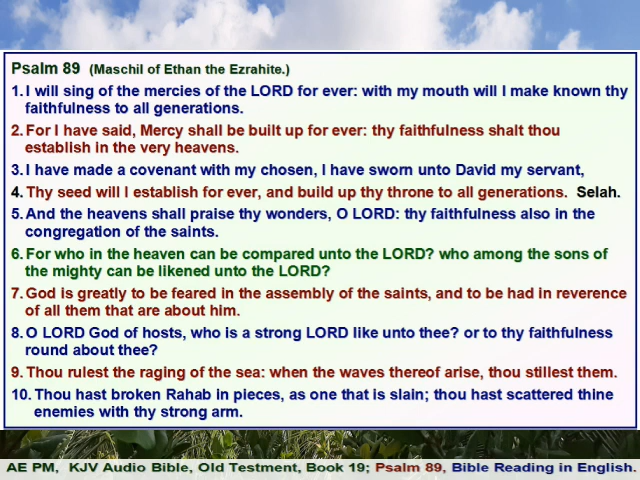 Psalm 89 (Maschil of Ethan the Ezrahite.)
1. I will sing of the mercies of the LORD for ever: with my mouth will I make known thy
faithfulness to all generations.
2. For I have said, Mercy shall be built up for ever: thy faithfulness shalt thou
establish in the very heavens.
3. I have made a covenant with my chosen, I have sworn unto David my servant,
4. Thy seed will I establish for ever, and build up thy throne to all generations. Selah.
5. And the heavens shall praise thy wonders, O LORD: thy faithfulness also in the
congregation of the saints.
6. For who in the heaven can be compared unto the LORD? who among the sons of
the mighty can be likened unto the LORD?
7. God is greatly to be feared in the assembly of the saints, and to be had in reverence
of all them that are about him.
8. O LORD God of hosts, who is a strong LORD like unto thee? or to thy faithfulness
round about thee?
9. Thou rulest the raging of the sea: when the waves thereof arise, thou stillest them.
10. Thou hast broken Rahab in pieces, as one that is slain; thou hast scattered thine
enemies with thy strong arm.
AE PM, KJV Audio Bible, Old Testment, Book 19; Psalm 89, Bible Reading in English.